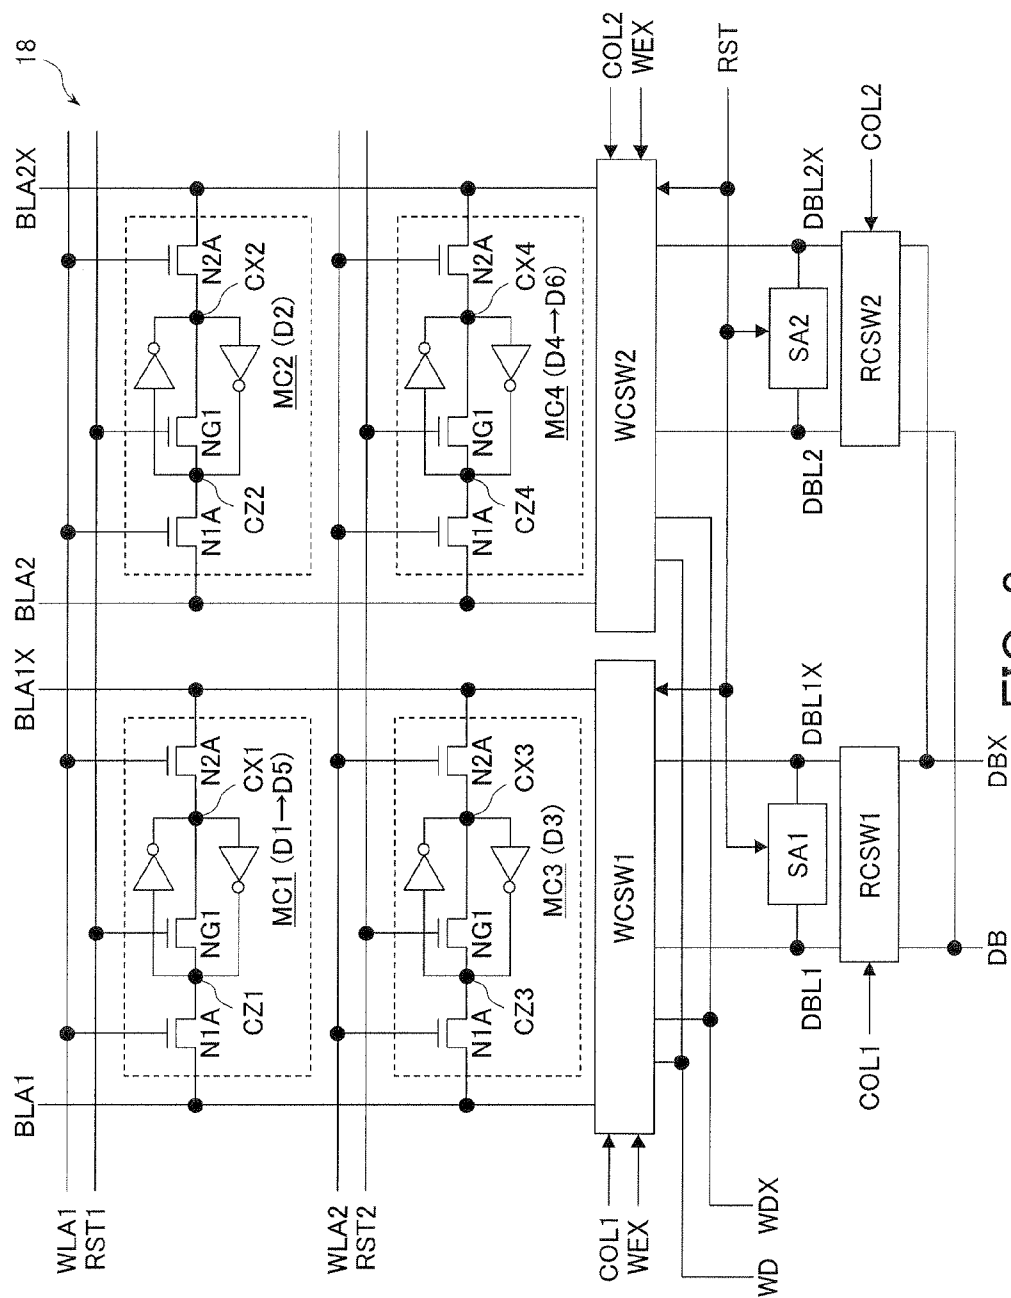 18
BLA1
BLA1X
BLA2
BLA2X
WLA1
RST1
N1A
CZ1
NG1
MC1 (D1→D5)
CX1
N2A
N1A
CZ2
NG1
MC2 (D2)
CX2
N2A
WLA2
RST2
N1A
CZ3
NG1
MC3 (D3)
CX3
N2A
N1A
CZ4
NG1
MC4 (D4→D6)
CX4
N2A
COL1
WEX
WCSW1
WCSW2
COL2
WEX
RST
WD
WDX
DBL1
SA1
DBL1X
DBL2
SA2
DBL2X
COL1
RCSW1
RCSW2
COL2
DB
DBX
FIG.